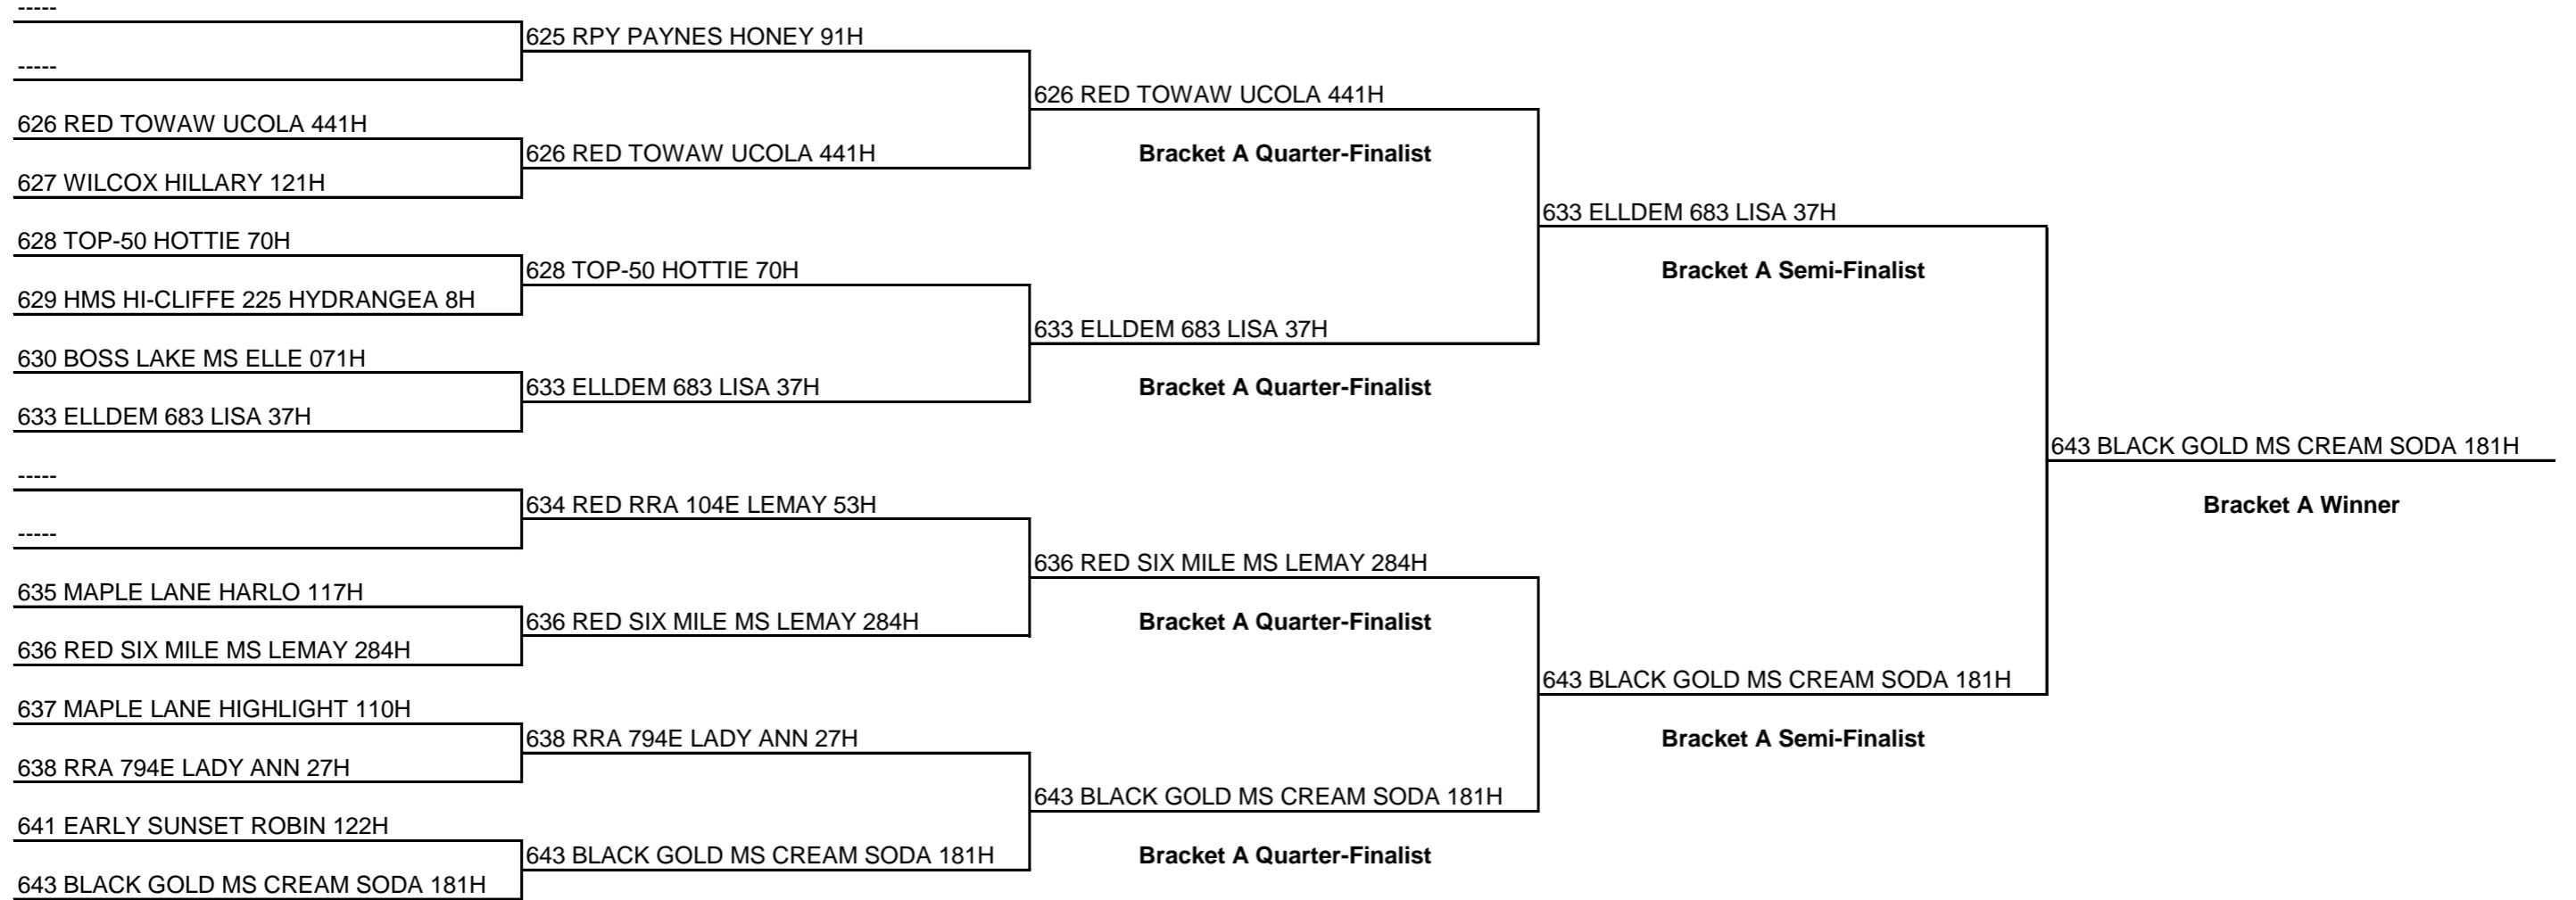 -----
625 RPY PAYNES HONEY 91H
-----
626 RED TOWAW UCOLA 441H
626 RED TOWAW UCOLA 441H
626 RED TOWAW UCOLA 441H
Bracket A Quarter-Finalist
627 WILCOX HILLARY 121H
633 ELLDEM 683 LISA 37H
628 TOP-50 HOTTIE 70H
628 TOP-50 HOTTIE 70H
Bracket A Semi-Finalist
629 HMS HI-CLIFFE 225 HYDRANGEA 8H
633 ELLDEM 683 LISA 37H
630 BOSS LAKE MS ELLE 071H
633 ELLDEM 683 LISA 37H
Bracket A Quarter-Finalist
633 ELLDEM 683 LISA 37H
643 BLACK GOLD MS CREAM SODA 181H
-----
634 RED RRA 104E LEMAY 53H
Bracket A Winner
-----
636 RED SIX MILE MS LEMAY 284H
635 MAPLE LANE HARLO 117H
636 RED SIX MILE MS LEMAY 284H
Bracket A Quarter-Finalist
636 RED SIX MILE MS LEMAY 284H
643 BLACK GOLD MS CREAM SODA 181H
637 MAPLE LANE HIGHLIGHT 110H
638 RRA 794E LADY ANN 27H
Bracket A Semi-Finalist
638 RRA 794E LADY ANN 27H
643 BLACK GOLD MS CREAM SODA 181H
641 EARLY SUNSET ROBIN 122H
643 BLACK GOLD MS CREAM SODA 181H
Bracket A Quarter-Finalist
643 BLACK GOLD MS CREAM SODA 181H